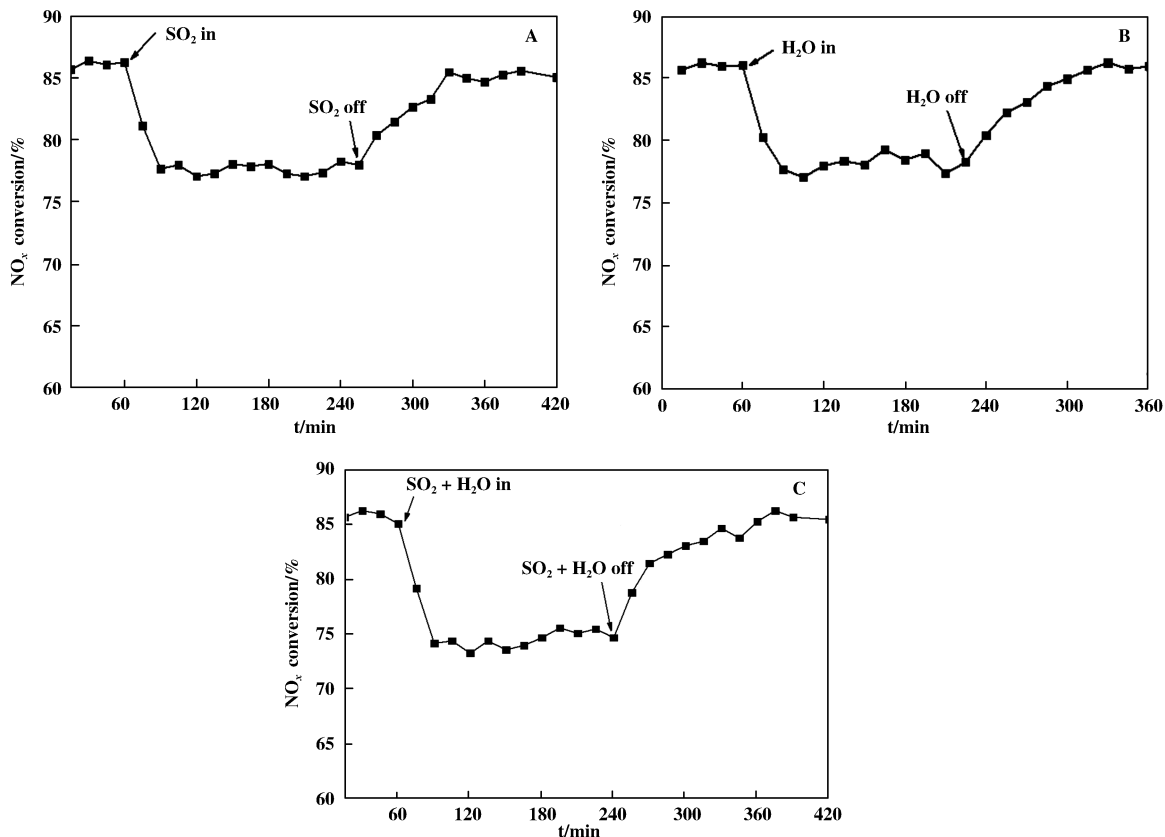 90
85
80
75
70
65
60
NOₓ conversion/%
SO₂ in
SO₂ off
A
60 120 180 240 300 360 420
t/min
90
85
80
75
70
65
60
NOₓ conversion/%
H₂O in
H₂O off
B
0 60 120 180 240 300 360
t/min
90
85
80
75
70
65
60
NOₓ conversion/%
SO₂ + H₂O in
SO₂ + H₂O off
C
60 120 180 240 300 360 420
t/min